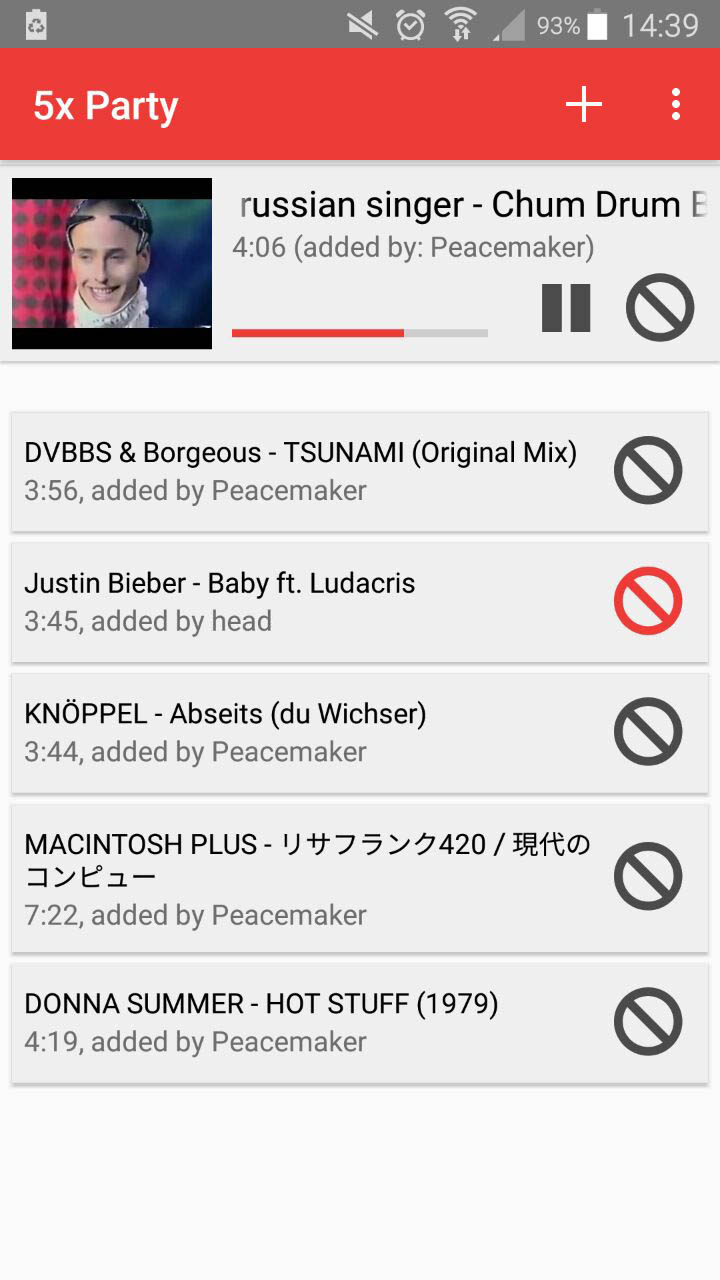 93% 14:39
5x Party
russian singer - Chum Drum
4:06 (added by: Peacemaker)
DVBBS & Borgeous - TSUNAMI (Original Mix)
3:56, added by Peacemaker
Justin Bieber - Baby ft. Ludacris
3:45, added by head
KNÖPPEL - Abseits (du Wichser)
3:44, added by Peacemaker
MACINTOSH PLUS - リサフランク420 / 現代の
コンピュー
7:22, added by Peacemaker
DONNA SUMMER - HOT STUFF (1979)
4:19, added by Peacemaker